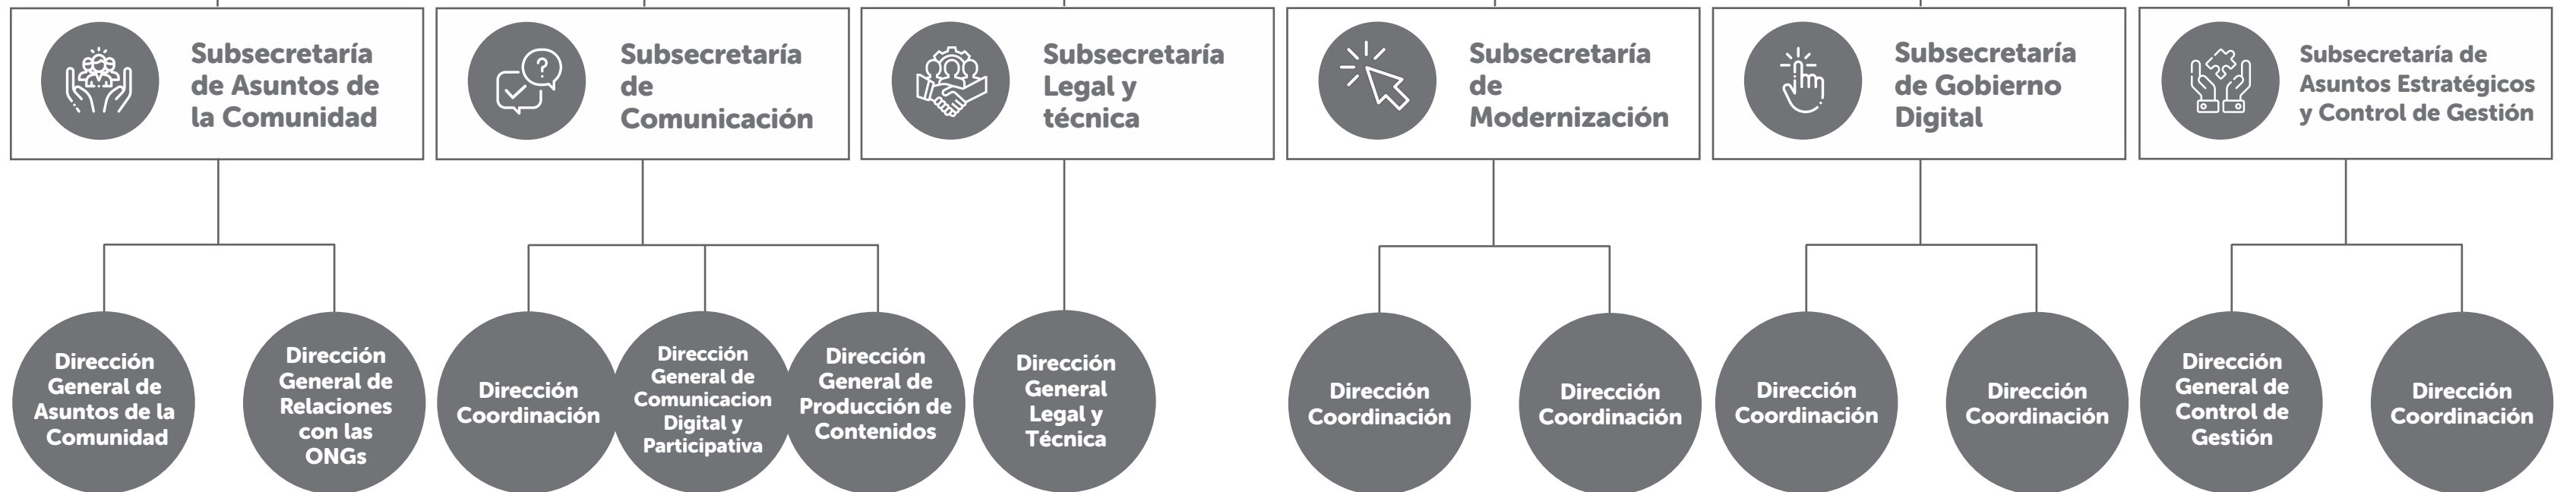 Subsecretaría
de Asuntos de
la Comunidad
Subsecretaría
de
Comunicación
Subsecretaría
Legal y
técnica
Subsecretaría
de
Modernización
Subsecretaría
de Gobierno
Digital
Subsecretaría de
Asuntos Estratégicos
y Control de Gestión
Dirección
General de
Asuntos de la
Comunidad
Dirección
General de
Relaciones
con las
ONGs
Dirección
Coordinación
Dirección
General de
Comunicacion
Digital y
Participativa
Dirección
General de
Producción de
Contenidos
Dirección
General
Legal y
Técnica
Dirección
Coordinación
Dirección
Coordinación
Dirección
Coordinación
Dirección
Coordinación
Dirección
General de
Control de
Gestión
Dirección
Coordinación